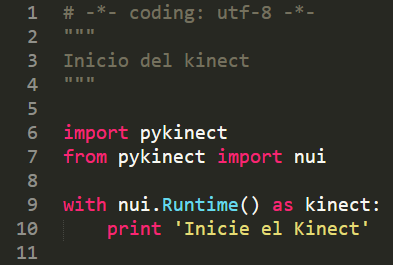 1 # -*- coding: utf-8 -*-
2 """
3 Inicio del kinect
4 """
5
6 import pykinect
7 from pykinect import nui
8
9 with nui.Runtime() as kinect:
10     print 'Inicie el Kinect'
11